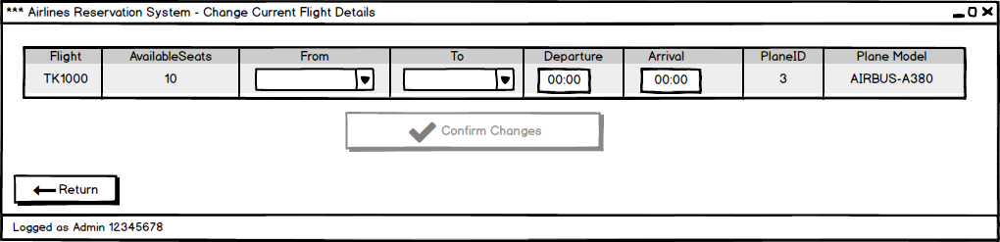 *** Airlines Reservation System - Change Current Flight Details
Flight AvailableSeats From To Departure Arrival PlaneID Plane Model
TK1000 10 00:00 00:00 3 AIRBUS-A380
Confirm Changes
Return
Logged as Admin 12345678